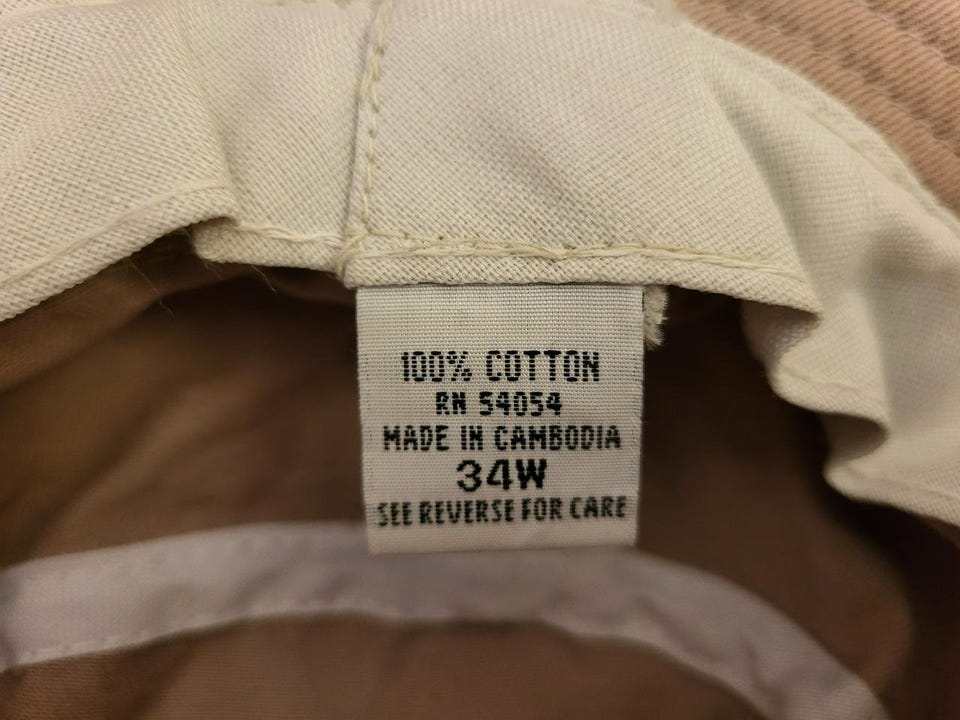 100% COTTON
RN 54054
MADE IN CAMBODIA
34W
SEE REVERSE FOR CARE